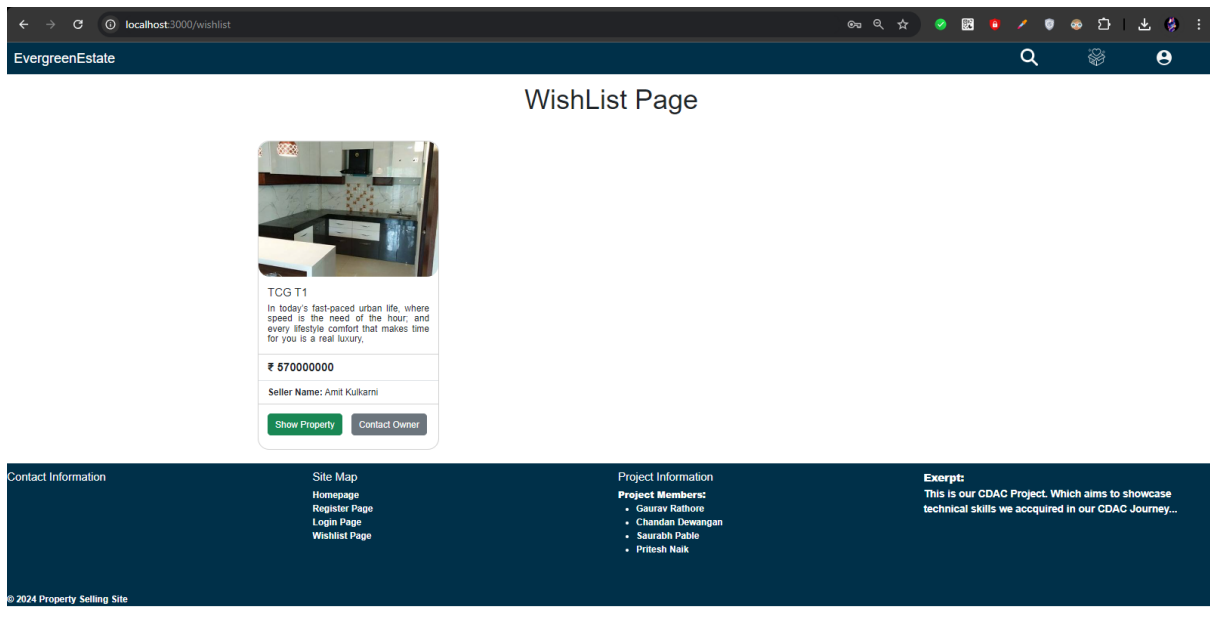 localhost:3000/wishlist
EvergreenEstate
WishList Page
TCG T1
In today's fast-paced urban life, where
speed is the need of the hour; and
every lifestyle comfort that makes time
for you is a real luxury,
₹ 570000000
Seller Name: Amit Kulkarni
Show Property
Contact Owner
Contact Information
Site Map
Homepage
Register Page
Login Page
Wishlist Page
Project Information
Project Members:
• Gaurav Rathore
• Chandan Dewangan
• Saurabh Pable
• Pritesh Naik
Exerpt:
This is our CDAC Project. Which aims to showcase
technical skills we accquired in our CDAC Journey...
© 2024 Property Selling Site